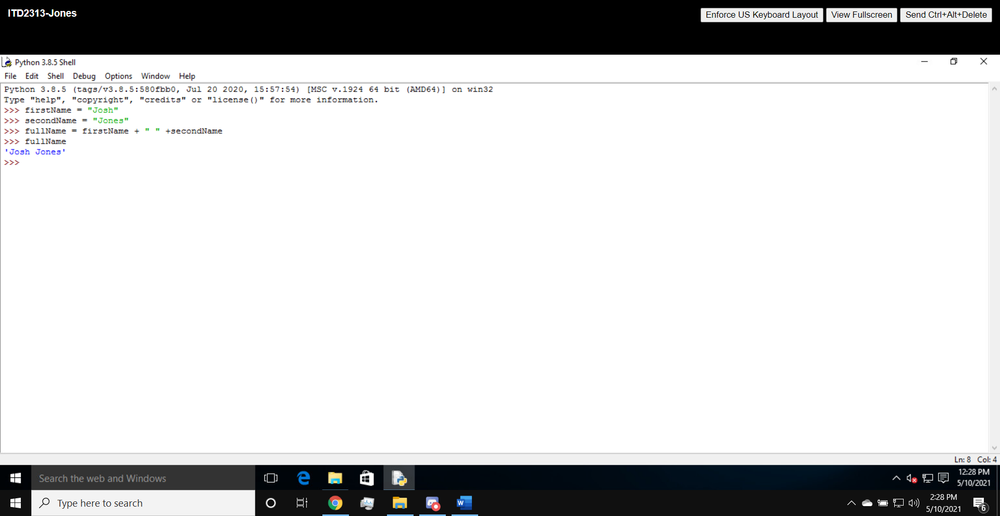 ITD2313-Jones
Enforce US Keyboard Layout View Fullscreen Send Ctrl+Alt+Delete
Python 3.8.5 Shell
File Edit Shell Debug Options Window Help
Python 3.8.5 (tags/v3.8.5:580fbb0, Jul 20 2020, 15:57:54) [MSC v.1924 64 bit (AMD64)] on win32
Type "help", "copyright", "credits" or "license()" for more information.
>>> firstName = "Josh"
>>> secondName = "Jones"
>>> fullName = firstName + " " +secondName
>>> fullName
'Josh Jones'
>>>
Ln: 8 Col: 4
Search the web and Windows
12:28 PM
5/10/2021
Type here to search
W
2:28 PM
5/10/2021
6